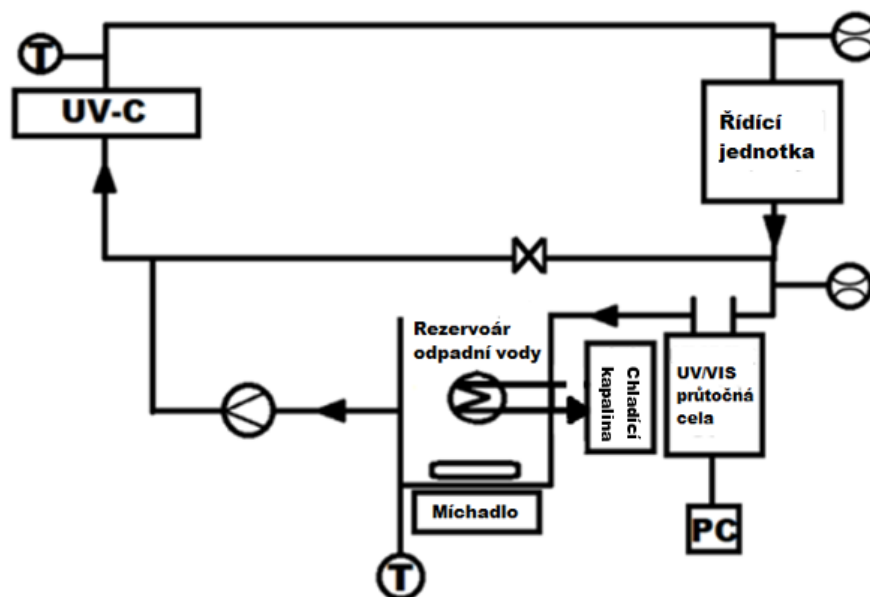 T
UV-C
Řídící
jednotka
Rezervoár
odpadní vody
Chladící
kapalina
UV/VIS
průtočná
cela
Míchadlo
PC
T